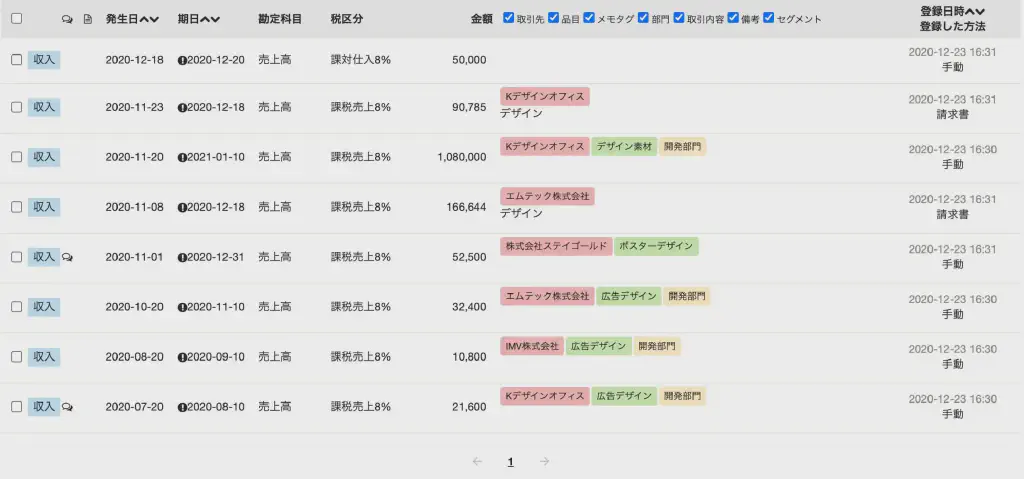 発生日 期日 勘定科目 税区分 金額 取引先 品目 メモタグ 部門 取引内容 備考 セグメント 登録日時
登録した方法
収入 2020-12-18 2020-12-20 売上高 課対仕入8% 50,000 2020-12-23 16:31
手動
収入 2020-11-23 2020-12-18 売上高 課税売上8% 90,785 Kデザインオフィス 2020-12-23 16:31
デザイン 請求書
収入 2020-11-20 2021-01-10 売上高 課税売上8% 1,080,000 Kデザインオフィス デザイン素材 開発部門 2020-12-23 16:30
手動
収入 2020-11-08 2020-12-18 売上高 課税売上8% 166,644 エムテック株式会社 2020-12-23 16:31
デザイン 請求書
収入 2020-11-01 2020-12-31 売上高 課税売上8% 52,500 株式会社ステイゴールド ポスターデザイン 2020-12-23 16:31
手動
収入 2020-10-20 2020-11-10 売上高 課税売上8% 32,400 エムテック株式会社 広告デザイン 開発部門 2020-12-23 16:30
手動
収入 2020-08-20 2020-09-10 売上高 課税売上8% 10,800 IMV株式会社 広告デザイン 開発部門 2020-12-23 16:30
手動
収入 2020-07-20 2020-08-10 売上高 課税売上8% 21,600 Kデザインオフィス 広告デザイン 開発部門 2020-12-23 16:30
手動
← 1 →